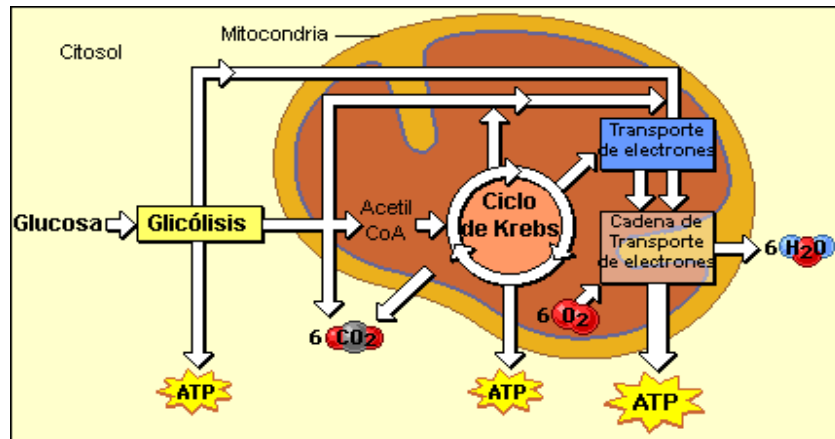 Mitocondria
Citosol
Transporte
de electrones
Glucosa
Glicólisis
Acetil
CoA
Ciclo
de Krebs
Cadena de
Transporte
de electrones
6 H2O
6 O2
6 CO2
ATP
ATP
ATP